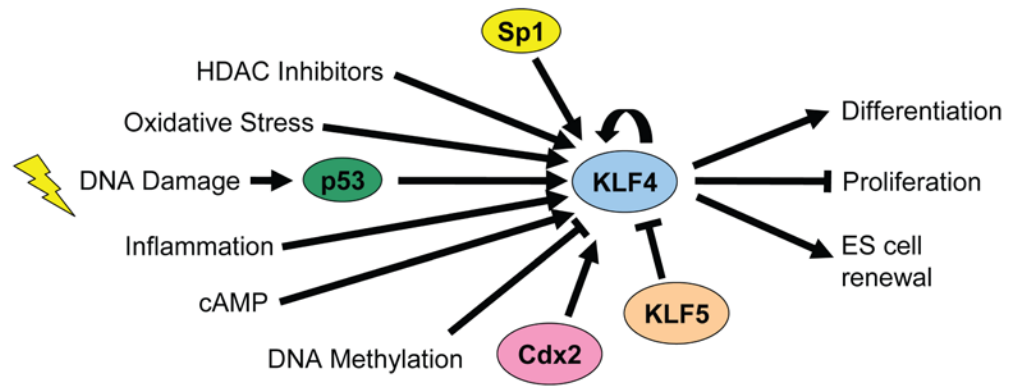 Sp1
HDAC Inhibitors
Oxidative Stress
Differentiation
DNA Damage
p53
KLF4
Proliferation
Inflammation
ES cell
renewal
cAMP
KLF5
DNA Methylation
Cdx2